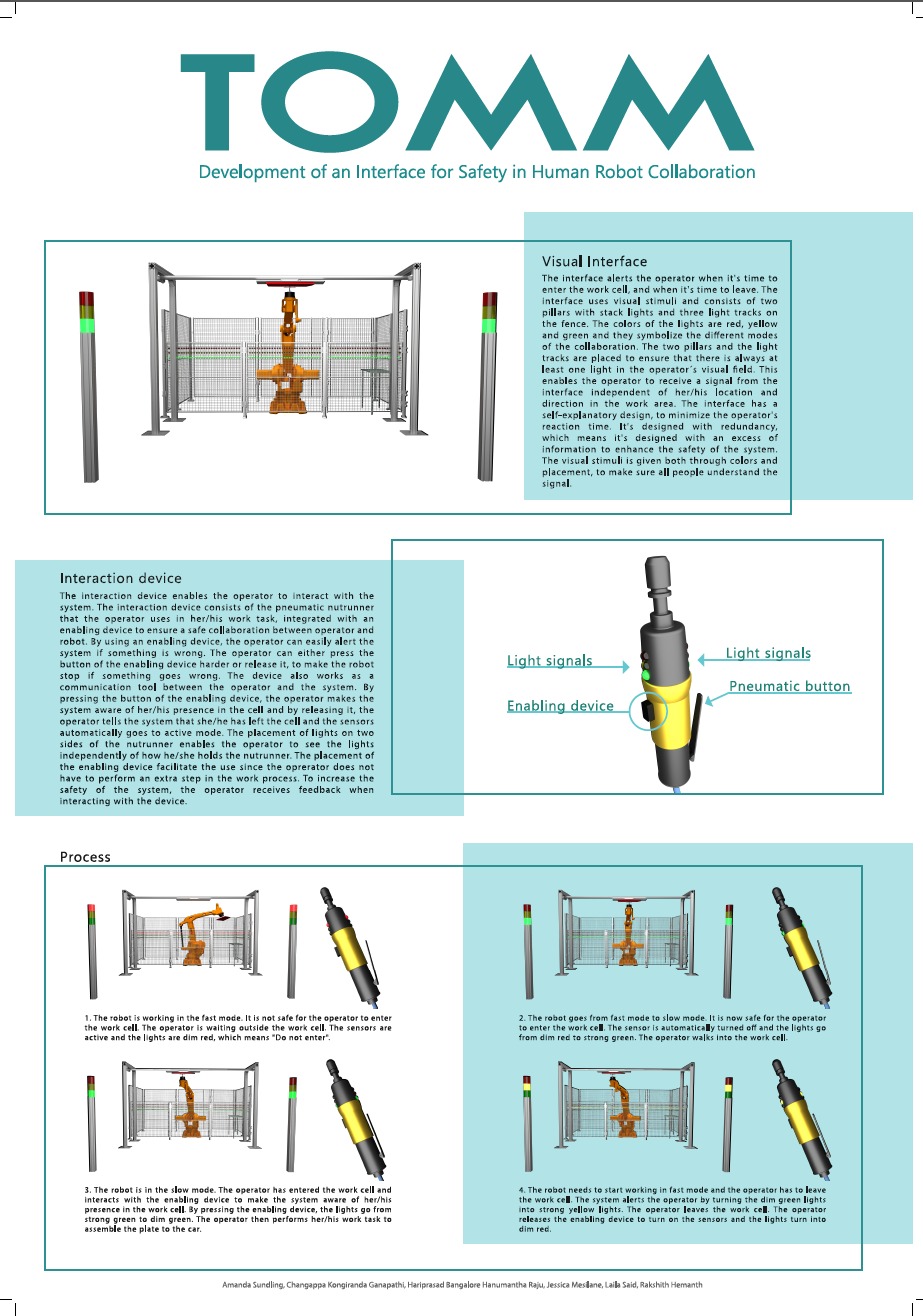 TOMM
Development of an Interface for Safety in Human Robot Collaboration
Visual Interface
The interface alerts the operator when it's time to
enter the work cell, and when it's time to leave. The
interface uses visual stimuli and consists of two
pillars with stack lights and three light tracks on
the fence. The colors of the lights are red, yellow
and green and they symbolize the different modes
of the collaboration. The two pillars and the light
tracks are placed to ensure that there is always at
least one light in the operator´s visual field. This
enables the operator to receive a signal from the
interface independent of her/his location and
direction in the work area. The interface has a
self-explanatory design, to minimize the operator's
reaction time. It's designed with redundancy,
which means it's designed with an excess of
information to enhance the safety of the system.
The visual stimuli is given both through colors and
placement, to make sure all people understand the
signal.
Interaction device
The interaction device enables the operator to interact with the
system. The interaction device consists of the pneumatic nutrunner
that the operator uses in her/his work task, integrated with an
enabling device to ensure a safe collaboration between operator and
robot. By using an enabling device, the operator can easily alert the
system if something is wrong. The operator can either press the
button of the enabling device harder or release it, to make the robot
stop if something goes wrong. The device also works as a
communication tool between the operator and the system. By
pressing the button of the enabling device, the operator makes the
system aware of her/his presence in the cell and by releasing it, the
operator tells the system that she/he has left the cell and the sensors
automatically goes to active mode. The placement of lights on two
sides of the nutrunner enables the operator to see the lights
independently of how he/she holds the nutrunner. The placement of
the enabling device facilitate the use since the oprerator does not
have to perform an extra step in the work process. To increase the
safety of the system, the operator receives feedback when
interacting with the device.
Light signals
Enabling device
Light signals
Pneumatic button
Process
1. The robot is working in the fast mode. It is not safe for the operator to enter
the work cell. The operator is waiting outside the work cell. The sensors are
active and the lights are dim red, which means "Do not enter".
2. The robot goes from fast mode to slow mode. It is now safe for the operator
to enter the work cell. The sensor is automatically turned off and the lights go
from dim red to strong green. The operator walks into the work cell.
3. The robot is in the slow mode. The operator has entered the work cell and
interacts with the enabling device to make the system aware of her/his
presence in the work cell. By pressing the enabling device, the lights go from
strong green to dim green. The operator then performs her/his work task to
assemble the plate to the car.
4. The robot needs to start working in fast mode and the operator has to leave
the work cell. The system alerts the operator by turning the dim green lights
into strong yellow lights. The operator leaves the work cell. The operator
releases the enabling device to turn on the sensors and the lights turn into
dim red.
Amanda Sundling, Changappa Kongiranda Ganapathi, Hariprasad Bangalore Hanumantha Raju, Jessica Mesllane, Laila Said, Rakshith Hemanth